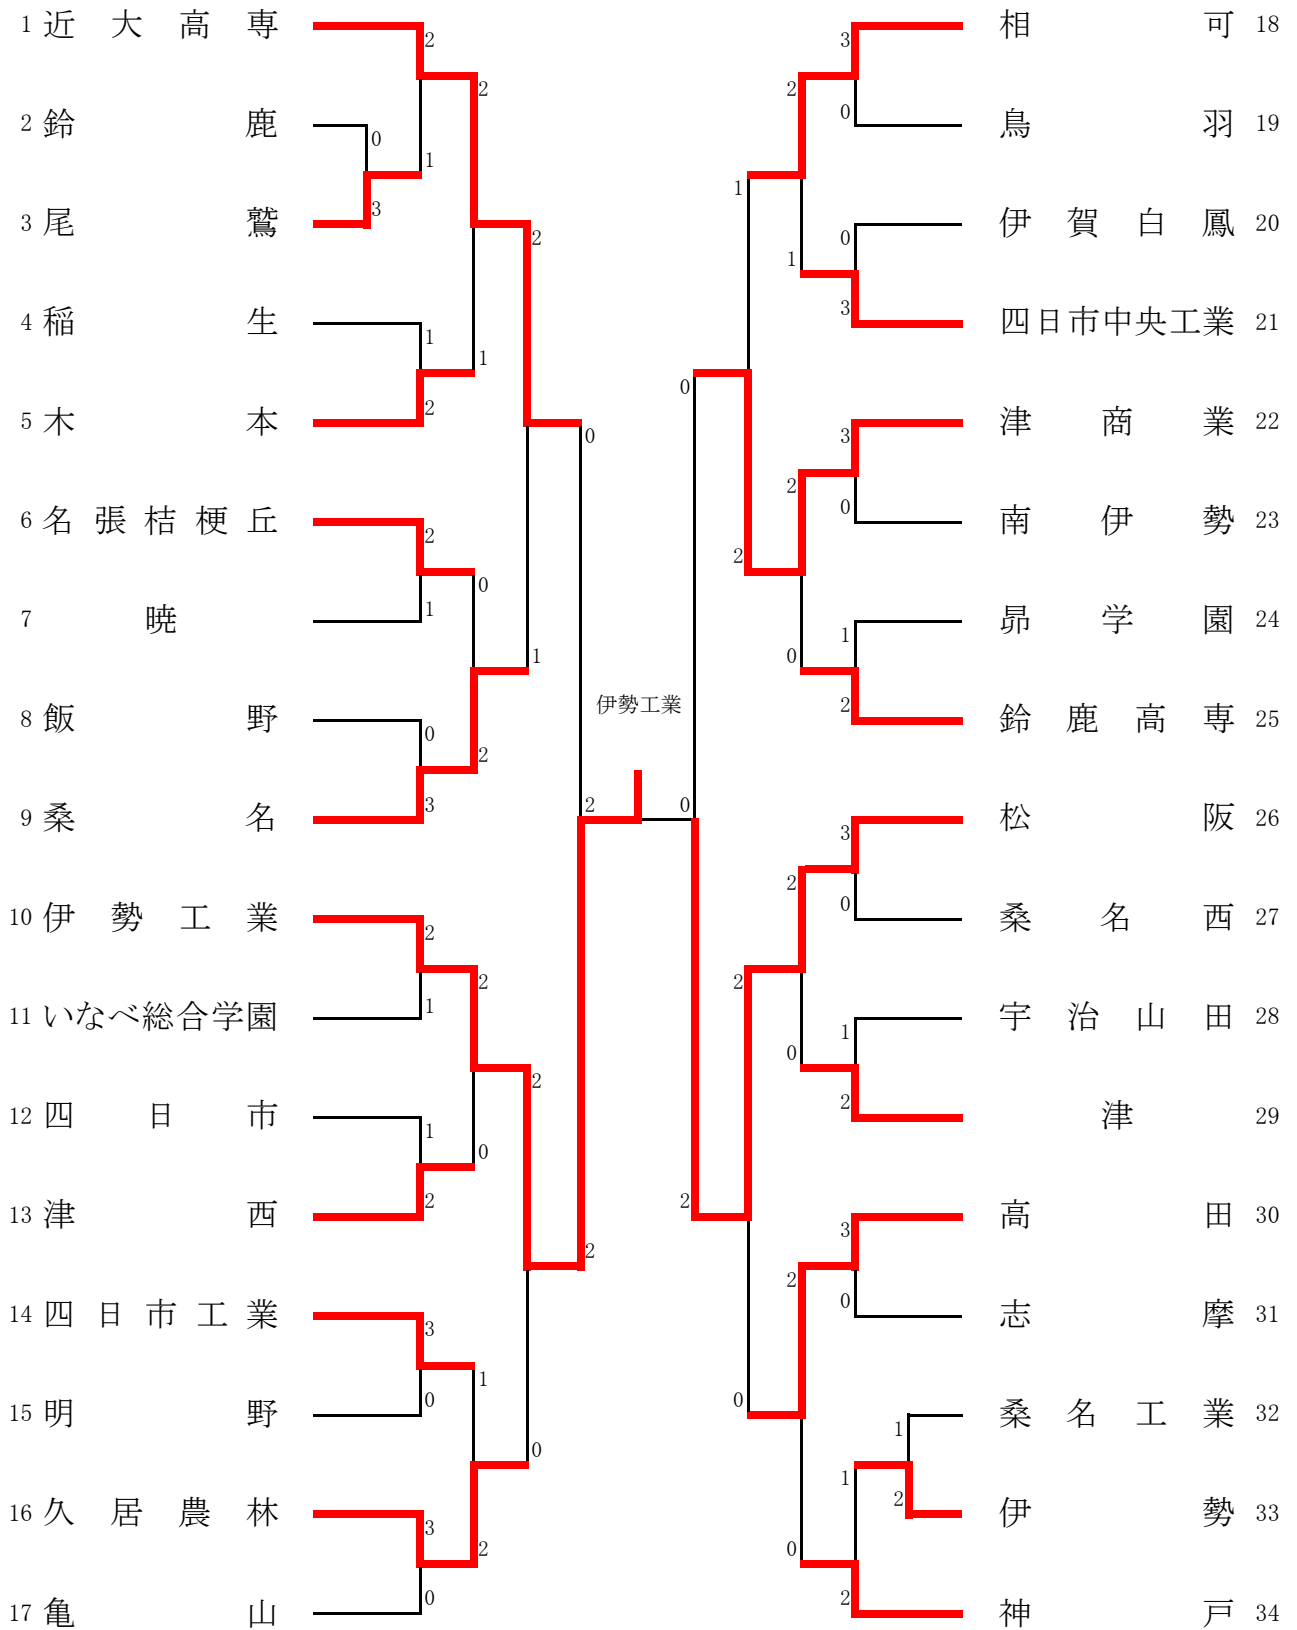 1 近大高専
2
2
2 鈴鹿
0
1
3 尾鷲
3
2
4 稲生
1
1
5 木本
2
0
6 名張桔梗丘
2
0
7 暁
1
1
8 飯野
0
2
9 桑名
3
2
10 伊勢工業
2
2
11 いなべ総合学園
1
2
12 四日市
1
0
13 津西
2
2
14 四日市工業
3
1
15 明野
0
0
16 久居農林
3
2
17 亀山
0
伊勢工業
相可 18
3
2
鳥羽 19
0
1
伊賀白鳳 20
0
1
四日市中央工業 21
3
0
津商業 22
3
2
南伊勢 23
0
2
昴学園 24
1
0
鈴鹿高専 25
2
松阪 26
3
0
2
桑名西 27
0
2
宇治山田 28
1
0
津 29
2
2
高田 30
3
2
志摩 31
0
0
桑名工業 32
1
1
伊勢 33
2
0
神戸 34
2